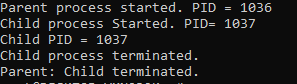 Parent process started. PID = 1036
Child process Started. PID= 1037
Child PID = 1037
Child process terminated.
Parent: Child terminated.